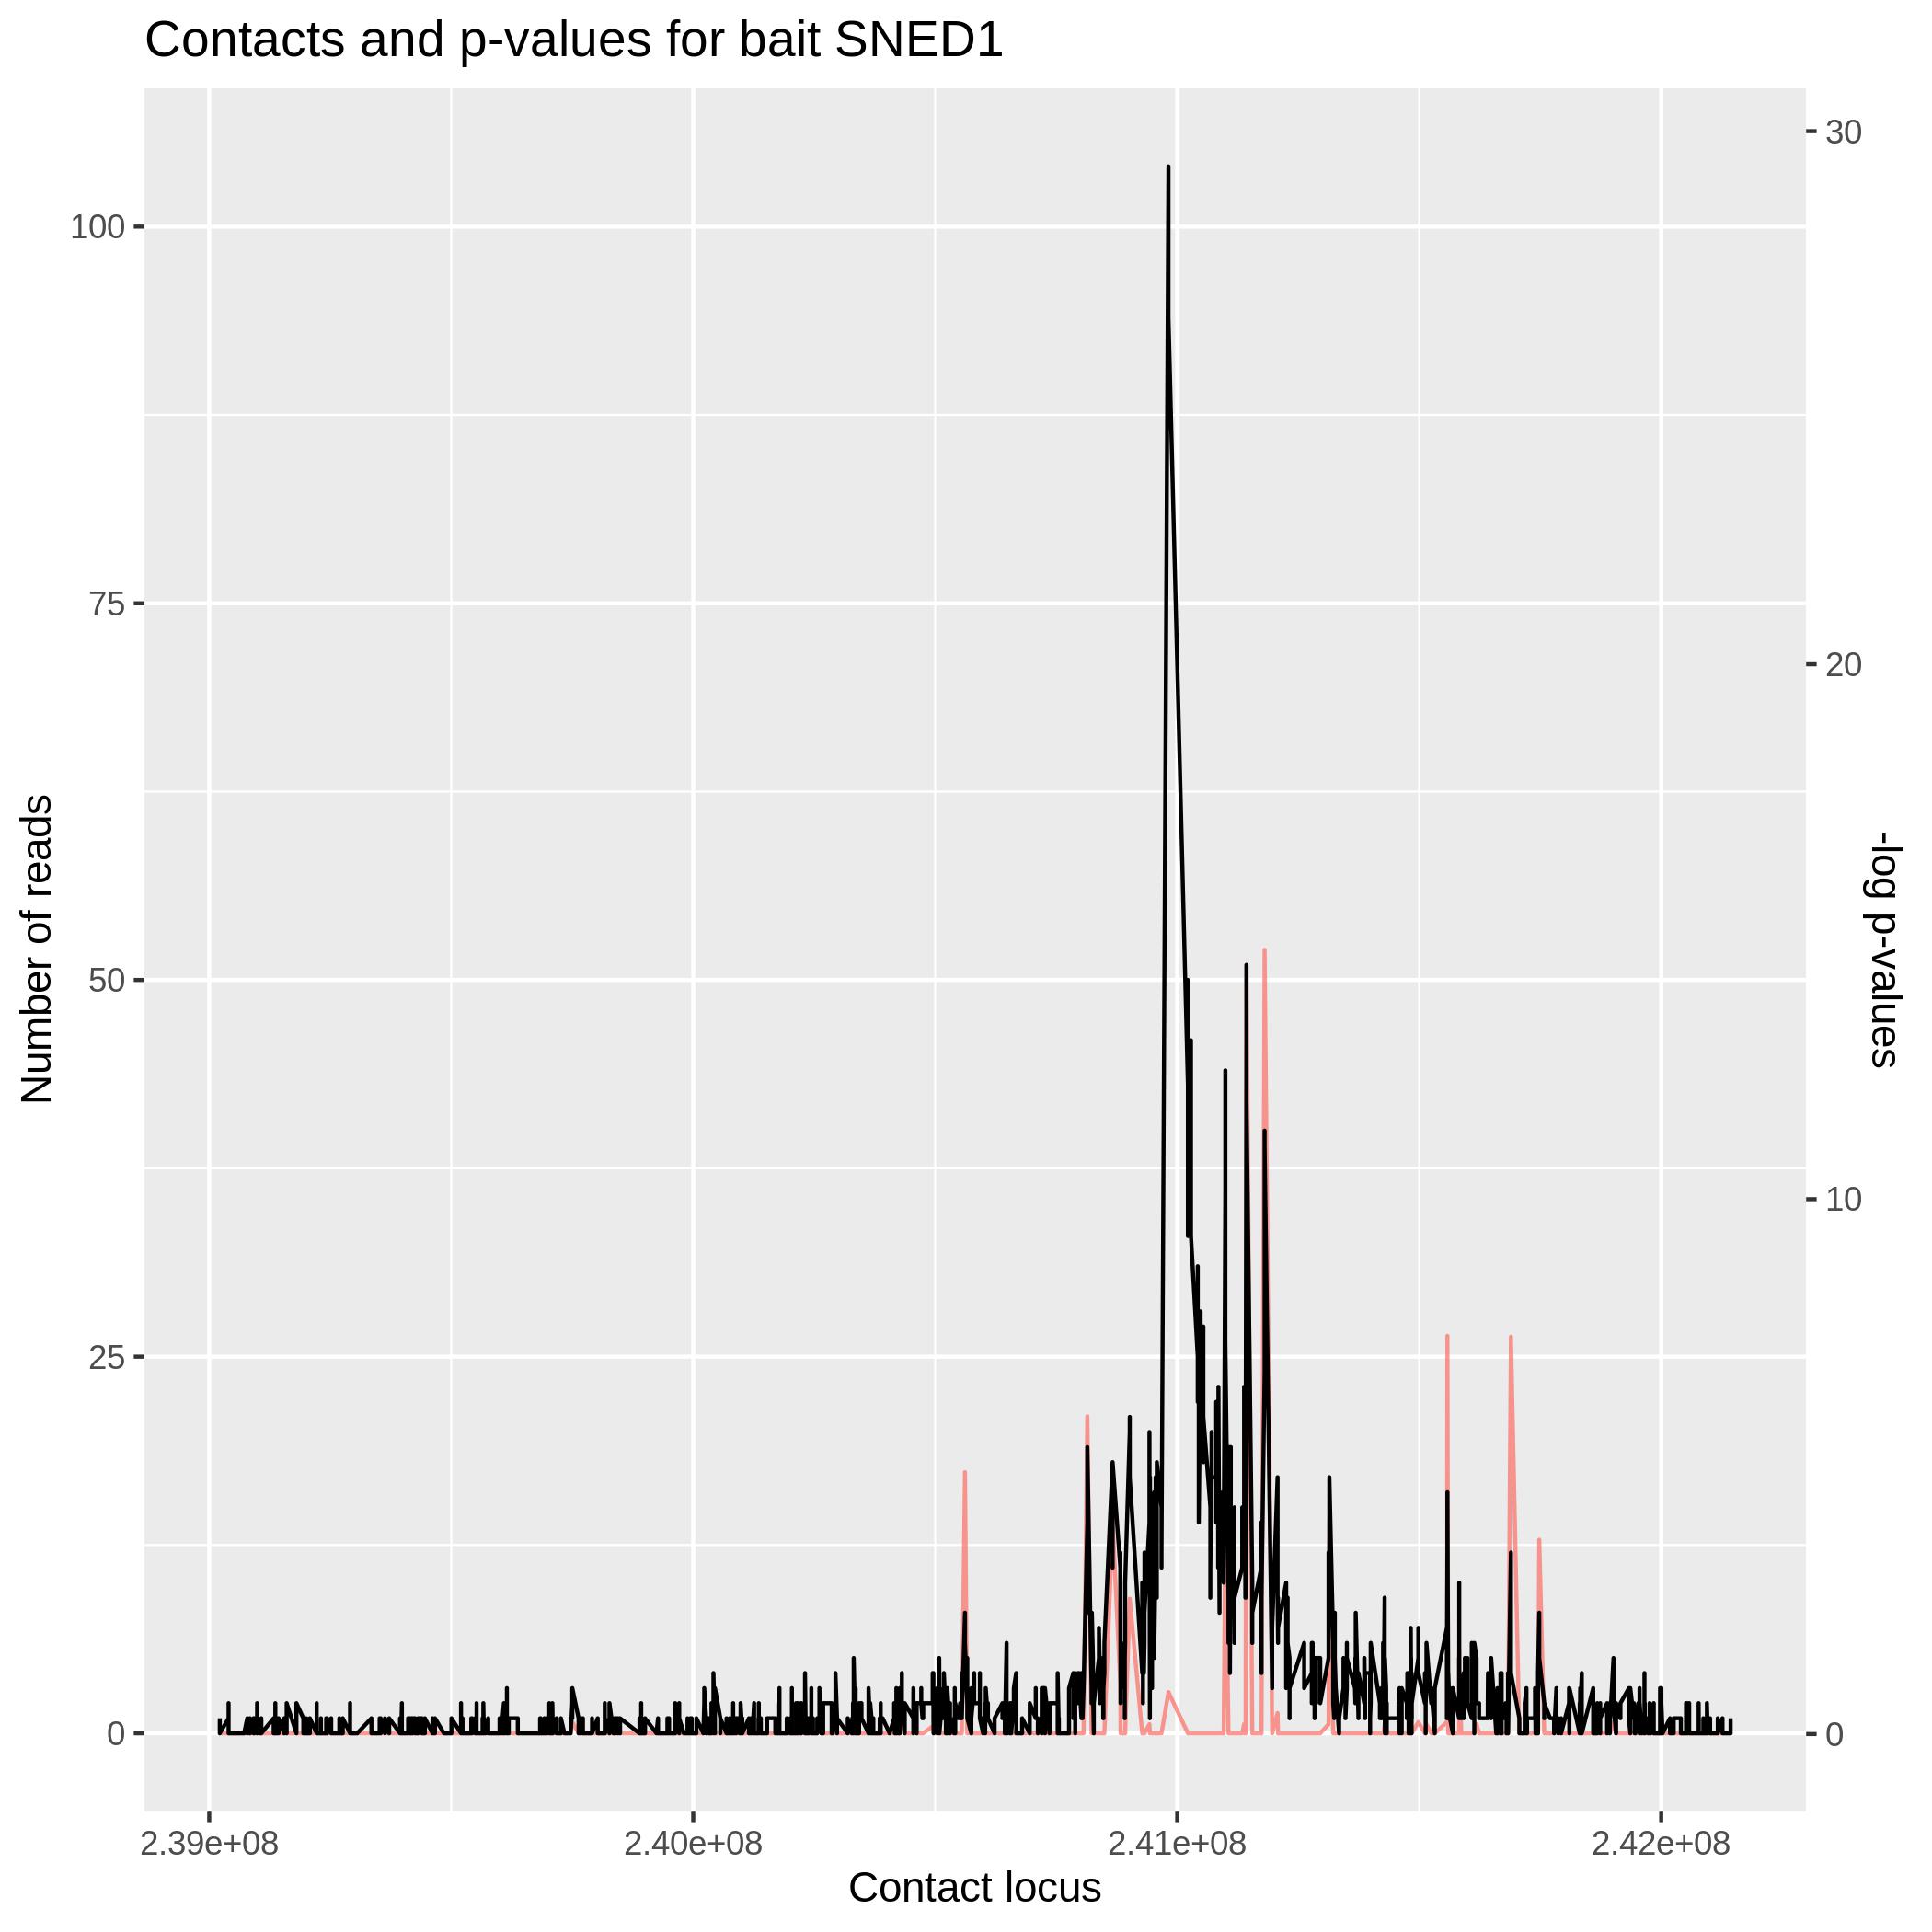 Contacts and p-values for bait SNED1
30
100
20
75
Number of reads
-log p-values
50
10
25
0
0
2.39e+08
2.40e+08
2.41e+08
2.42e+08
Contact locus